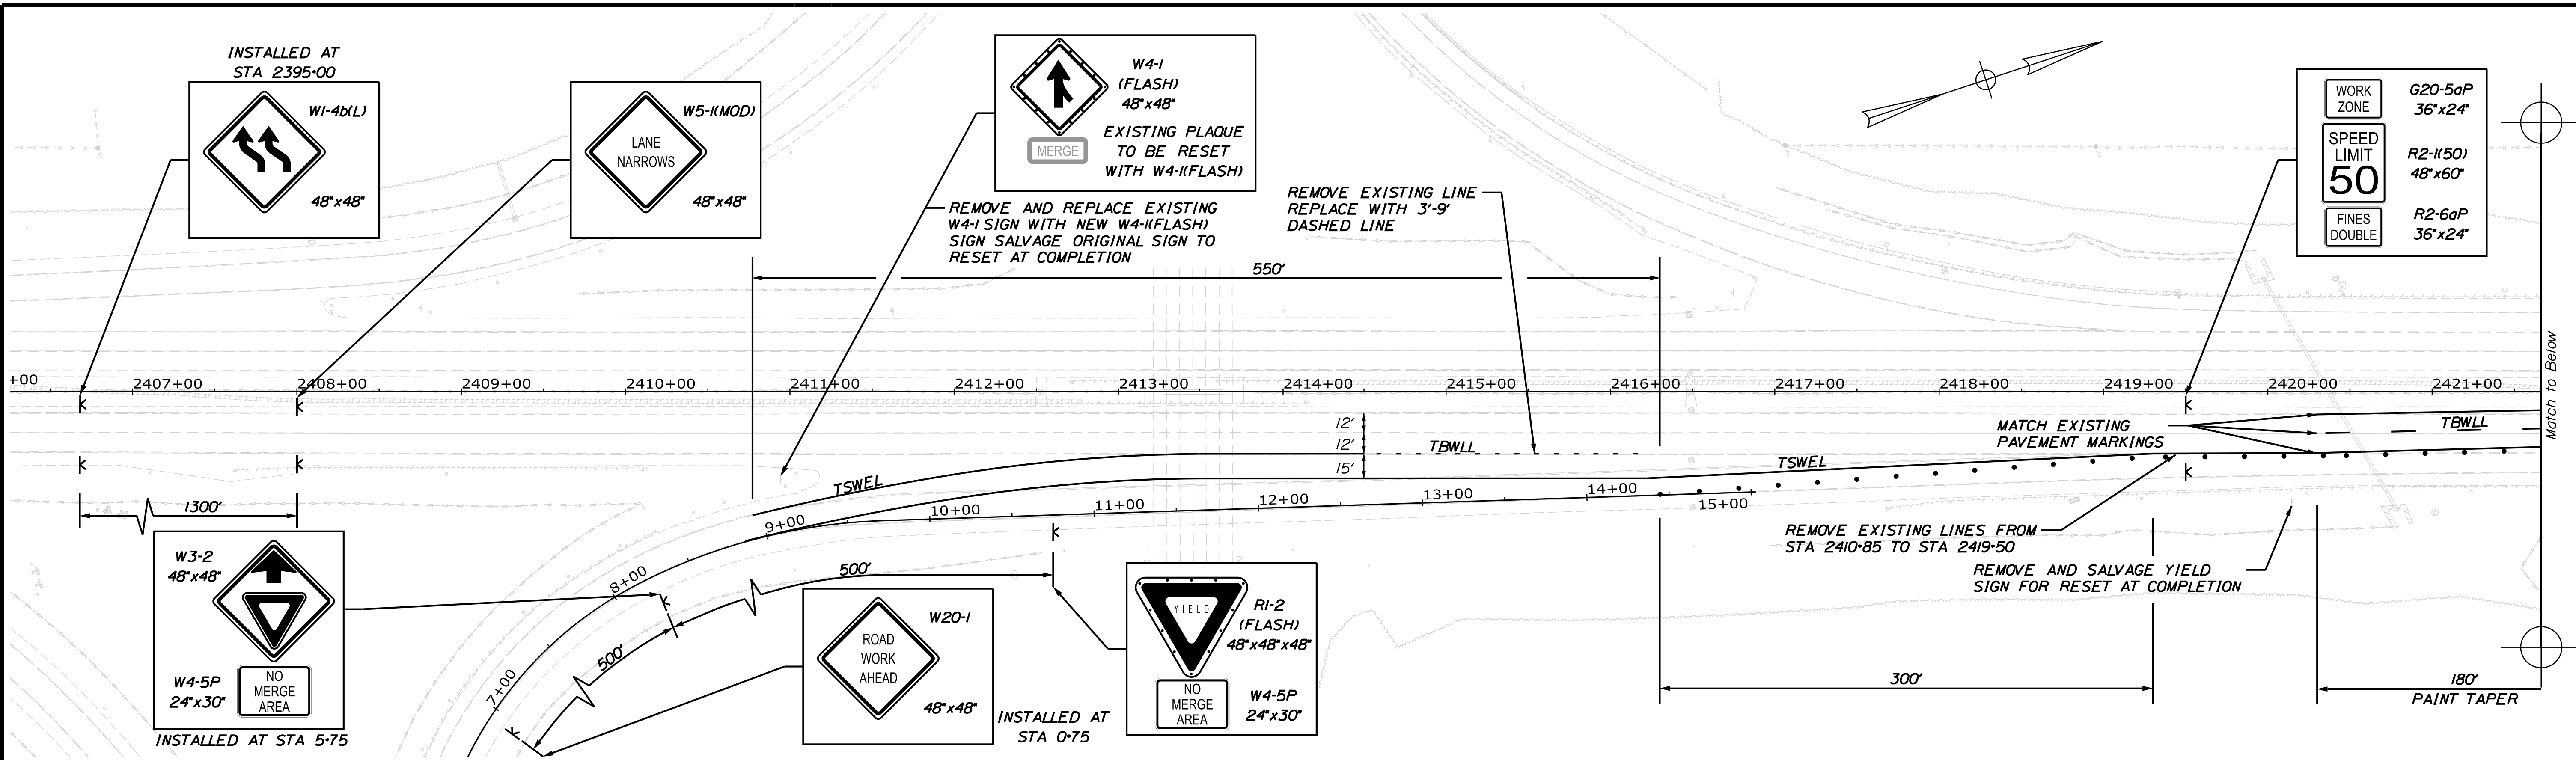 INSTALLED AT
STA 2395+00
W1-4b(L)
48"x48"
LANE
NARROWS
W5-1(MOD)
48"x48"
W4-1
(FLASH)
48"x48"
MERGE
EXISTING PLAQUE
TO BE RESET
WITH W4-1(FLASH)
REMOVE AND REPLACE EXISTING
W4-1 SIGN WITH NEW W4-1(FLASH)
SIGN SALVAGE ORIGINAL SIGN TO
RESET AT COMPLETION
REMOVE EXISTING LINE
REPLACE WITH 3'-9'
DASHED LINE
WORK
ZONE
G20-5aP
36"x24"
SPEED
LIMIT
50
R2-1(50)
48"x60"
FINES
DOUBLE
R2-6aP
36"x24"
550'
Match to Below
+00
2407+00
2408+00
2409+00
2410+00
2411+00
2412+00
2413+00
2414+00
2415+00
2416+00
2417+00
2418+00
2419+00
2420+00
2421+00
12'
12'
15'
TBWLL
TSWEL
TSWEL
MATCH EXISTING
PAVEMENT MARKINGS
TBWLL
1300'
7+00
8+00
9+00
10+00
11+00
12+00
13+00
14+00
15+00
REMOVE EXISTING LINES FROM
STA 2410+85 TO STA 2419+50
REMOVE AND SALVAGE YIELD
SIGN FOR RESET AT COMPLETION
W3-2
48"x48"
W4-5P
24"x30"
NO
MERGE
AREA
INSTALLED AT STA 5+75
500'
500'
ROAD
WORK
AHEAD
W20-1
48"x48"
INSTALLED AT
STA 0+75
YIELD
R1-2
(FLASH)
48"x48"x48"
NO
MERGE
AREA
W4-5P
24"x30"
300'
180'
PAINT TAPER